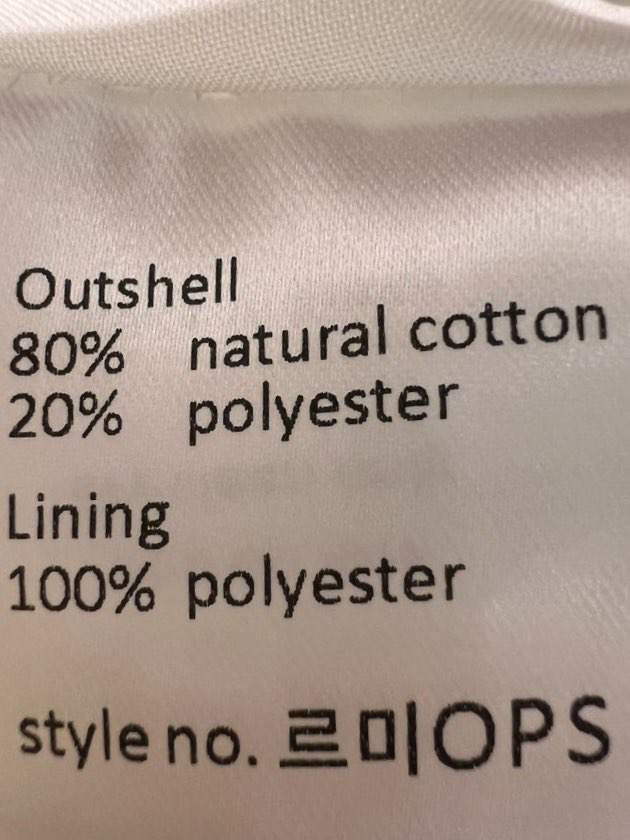 Outshell
80% natural cotton
20% polyester
Lining
100% polyester
style no. 르미OPS